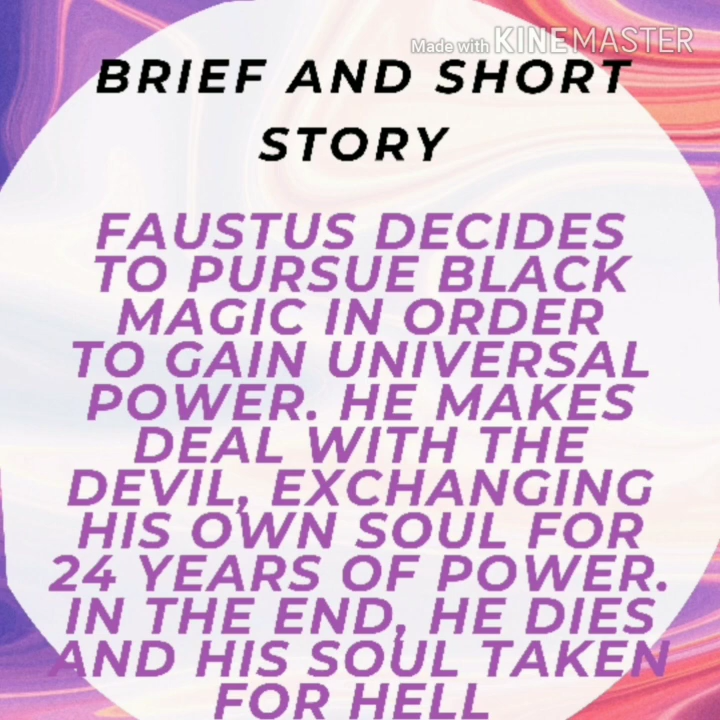 Made with KINEMASTER
BRIEF AND SHORT
STORY
FAUSTUS DECIDES
TO PURSUE BLACK
MAGIC IN ORDER
TO GAIN UNIVERSAL
POWER. HE MAKES
DEAL WITH THE
DEVIL, EXCHANGING
HIS OWN SOUL FOR
24 YEARS OF POWER.
IN THE END, HE DIES
AND HIS SOUL TAKEN
FOR HELL